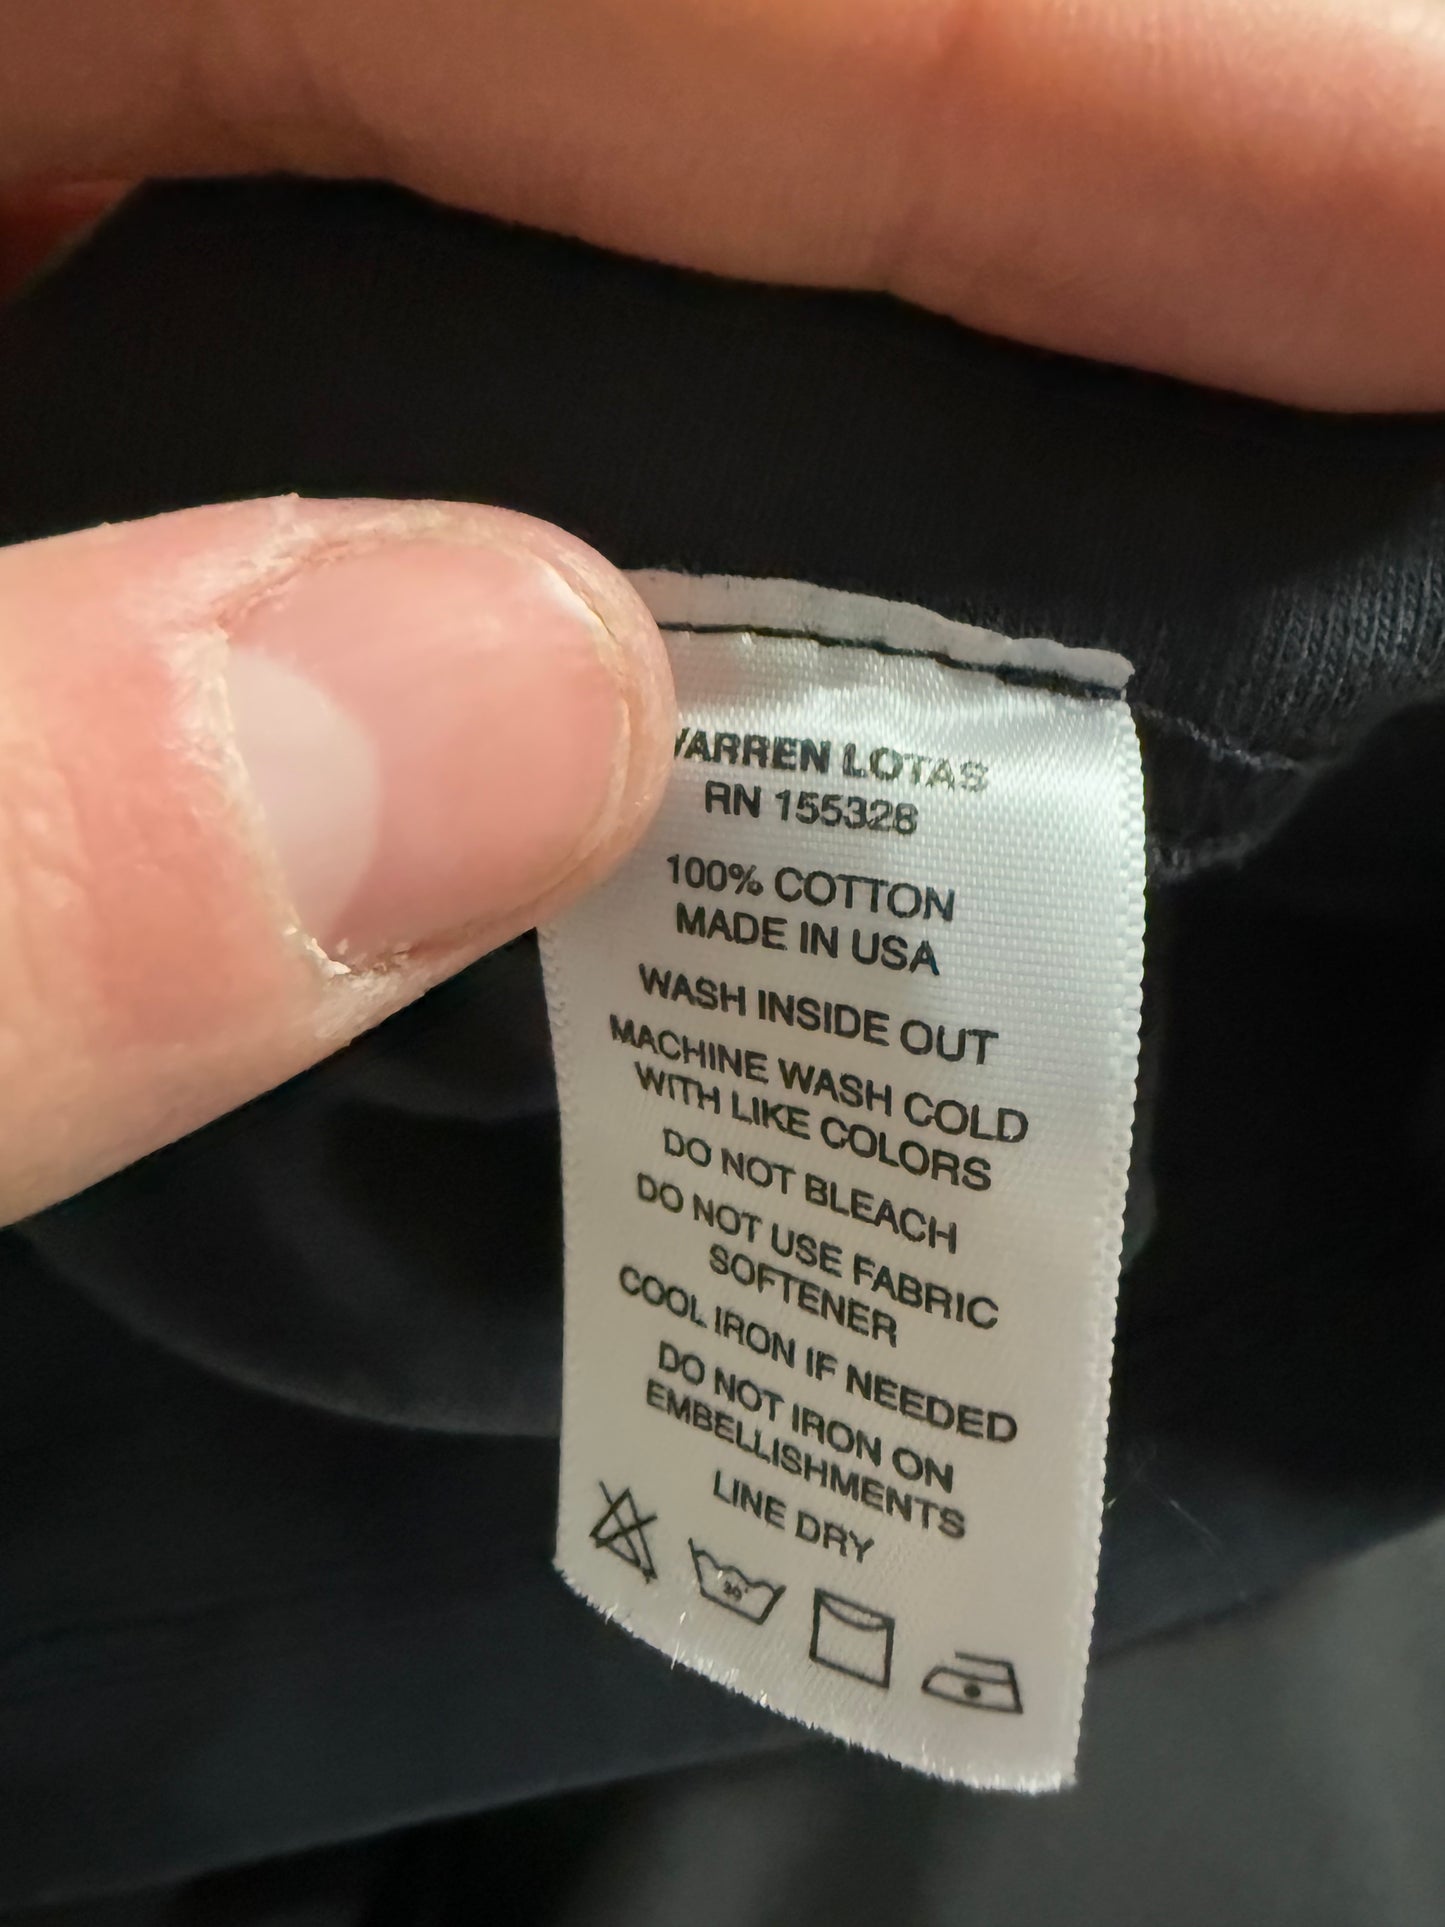 WARREN LOTAS
RN 155328
100% COTTON
MADE IN USA
WASH INSIDE OUT
MACHINE WASH COLD
WITH LIKE COLORS
DO NOT BLEACH
DO NOT USE FABRIC
SOFTENER
COOL IRON IF NEEDED
DO NOT IRON ON
EMBELLISHMENTS
LINE DRY
30°